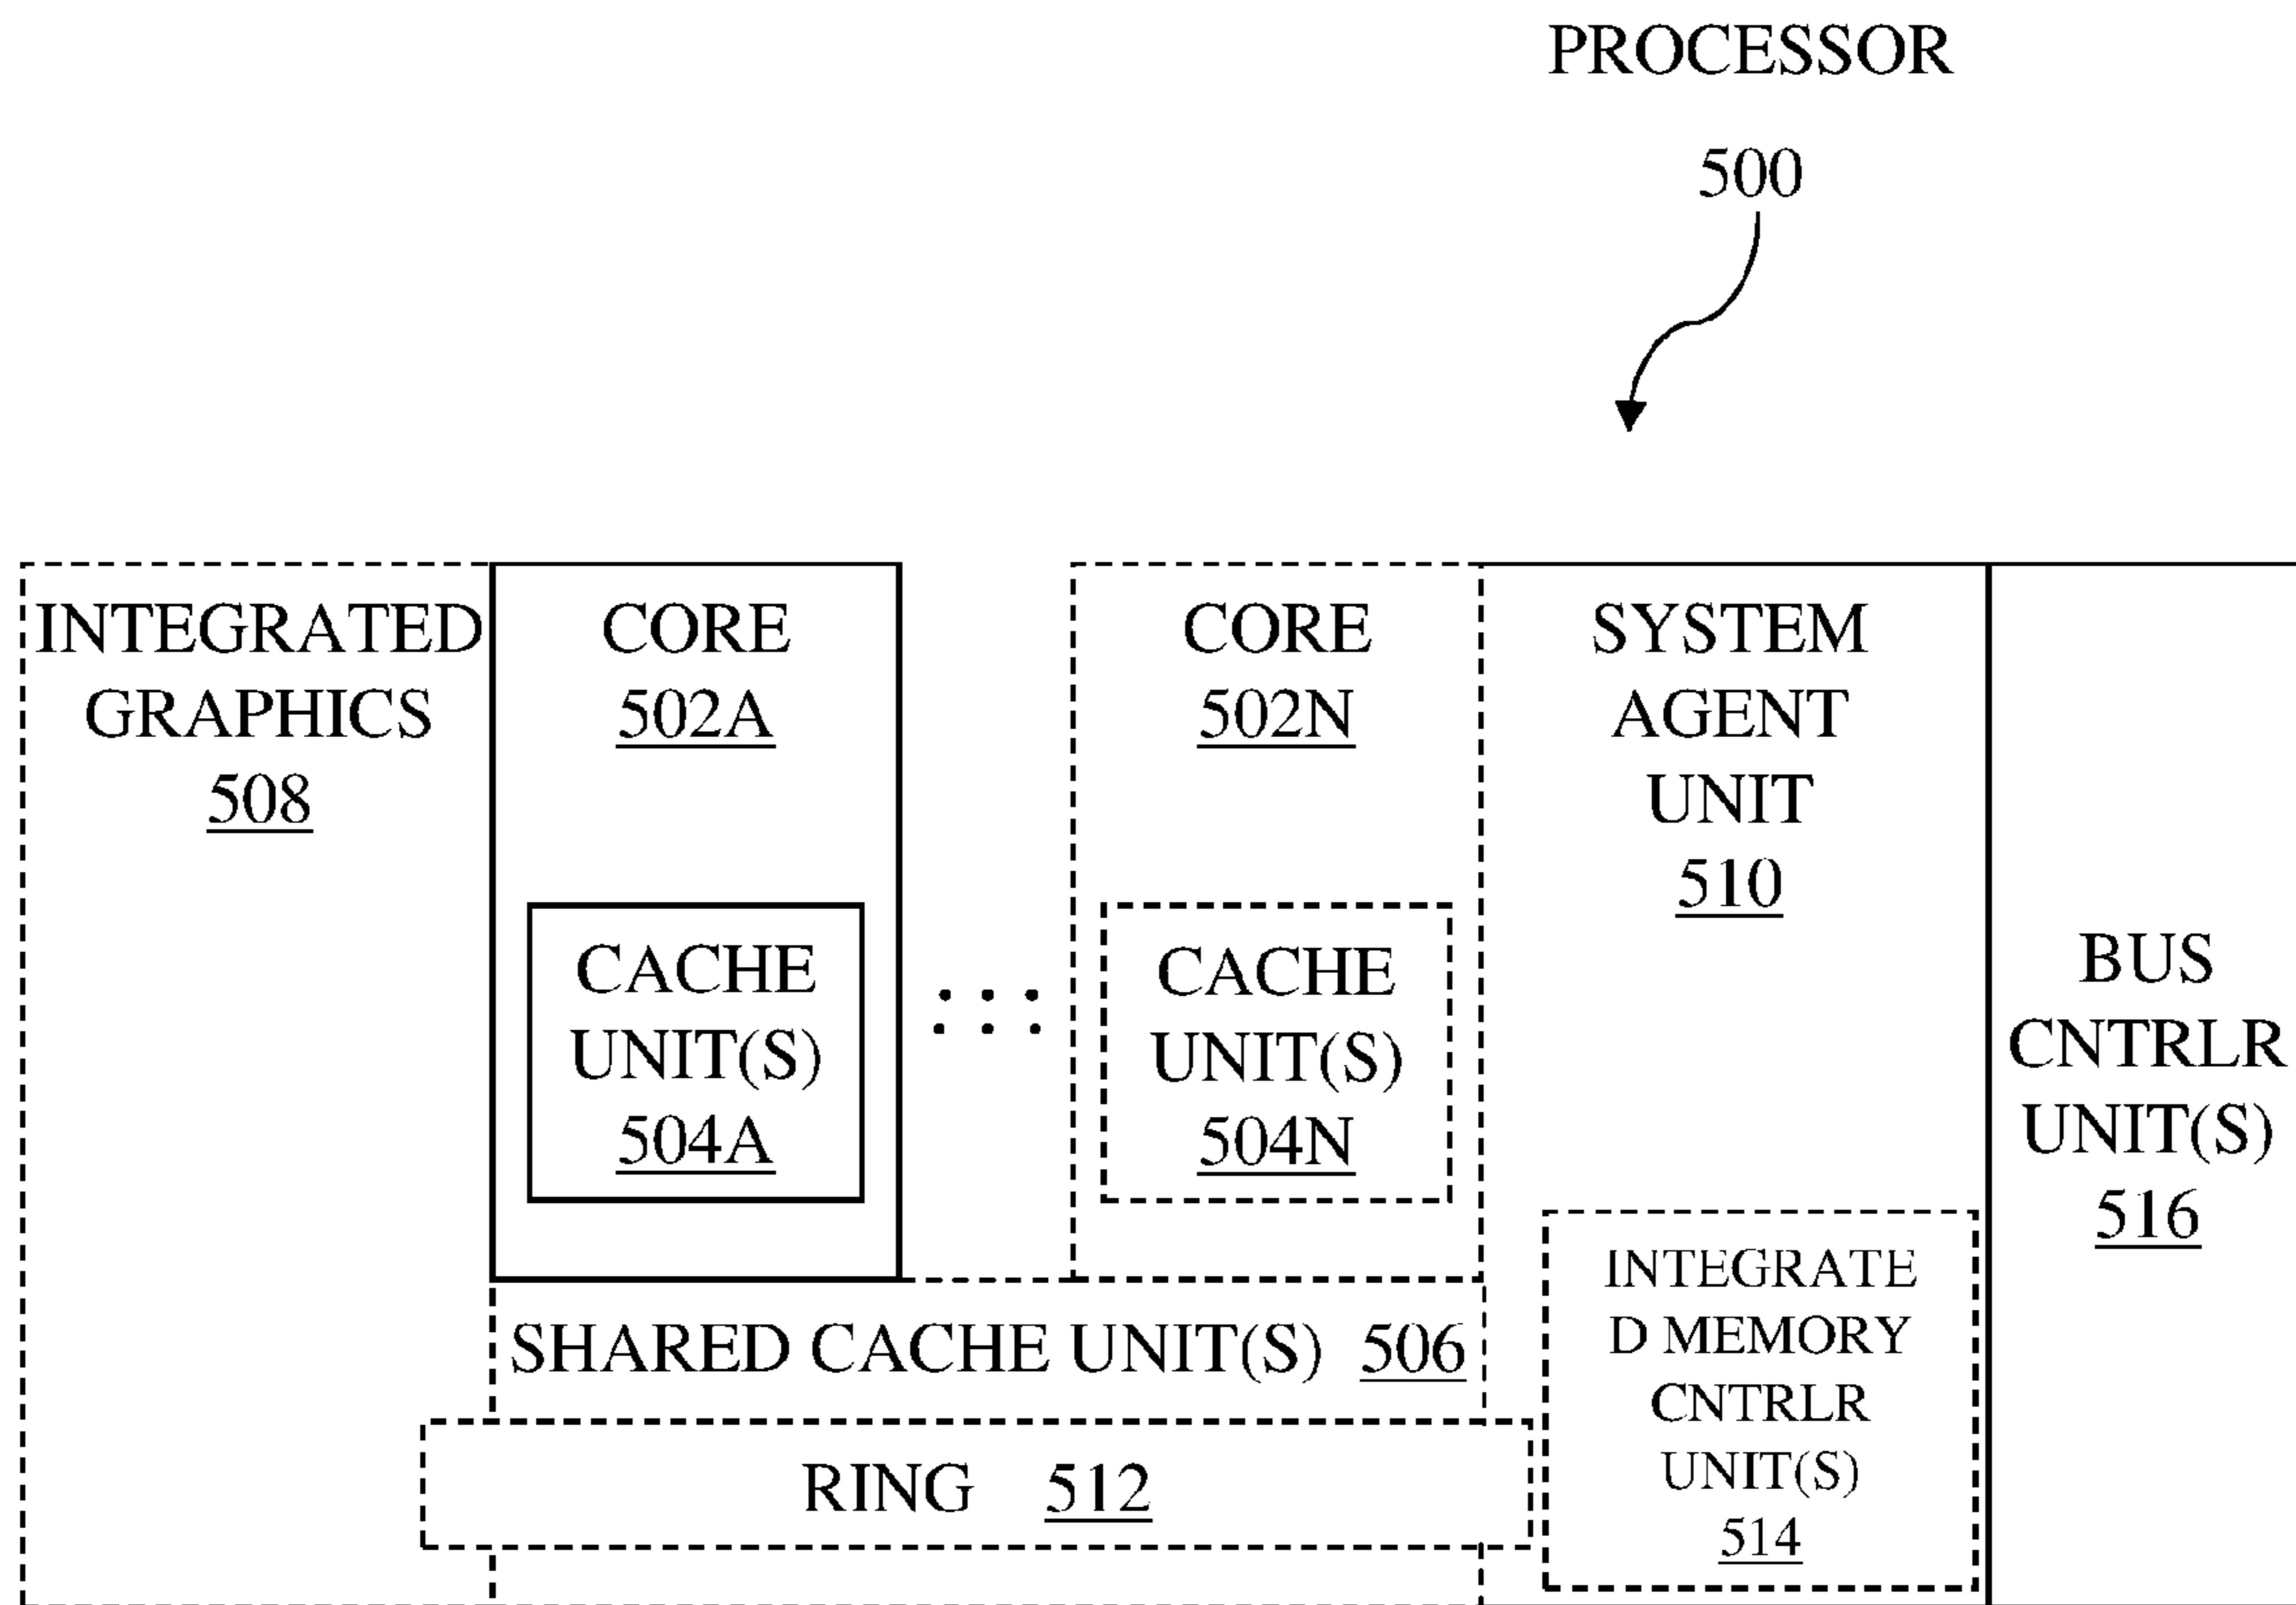 PROCESSOR
500
INTEGRATED
GRAPHICS
508
CORE
502A
CACHE
UNIT(S)
504A
CORE
502N
CACHE
UNIT(S)
504N
SYSTEM
AGENT
UNIT
510
BUS
CNTRLR
UNIT(S)
516
SHARED CACHE UNIT(S) 506
RING 512
INTEGRATE
D MEMORY
CNTRLR
UNIT(S)
514